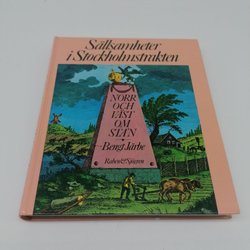 Sällsamheter
i Stockholmstrakten
NORR
OCH
VÄST
OM
STAN
Bengt Järbe
Rabén & Sjögren